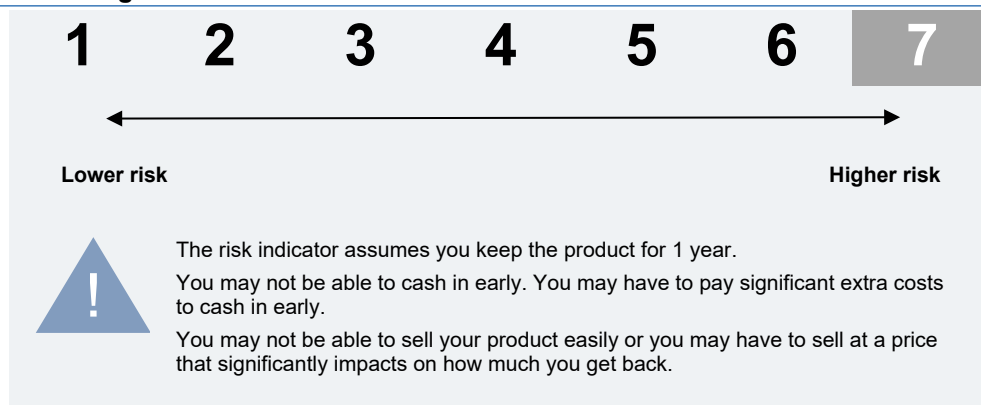 1 2 3 4 5 6 7
Lower risk Higher risk
!
The risk indicator assumes you keep the product for 1 year.
You may not be able to cash in early. You may have to pay significant extra costs
to cash in early.
You may not be able to sell your product easily or you may have to sell at a price
that significantly impacts on how much you get back.